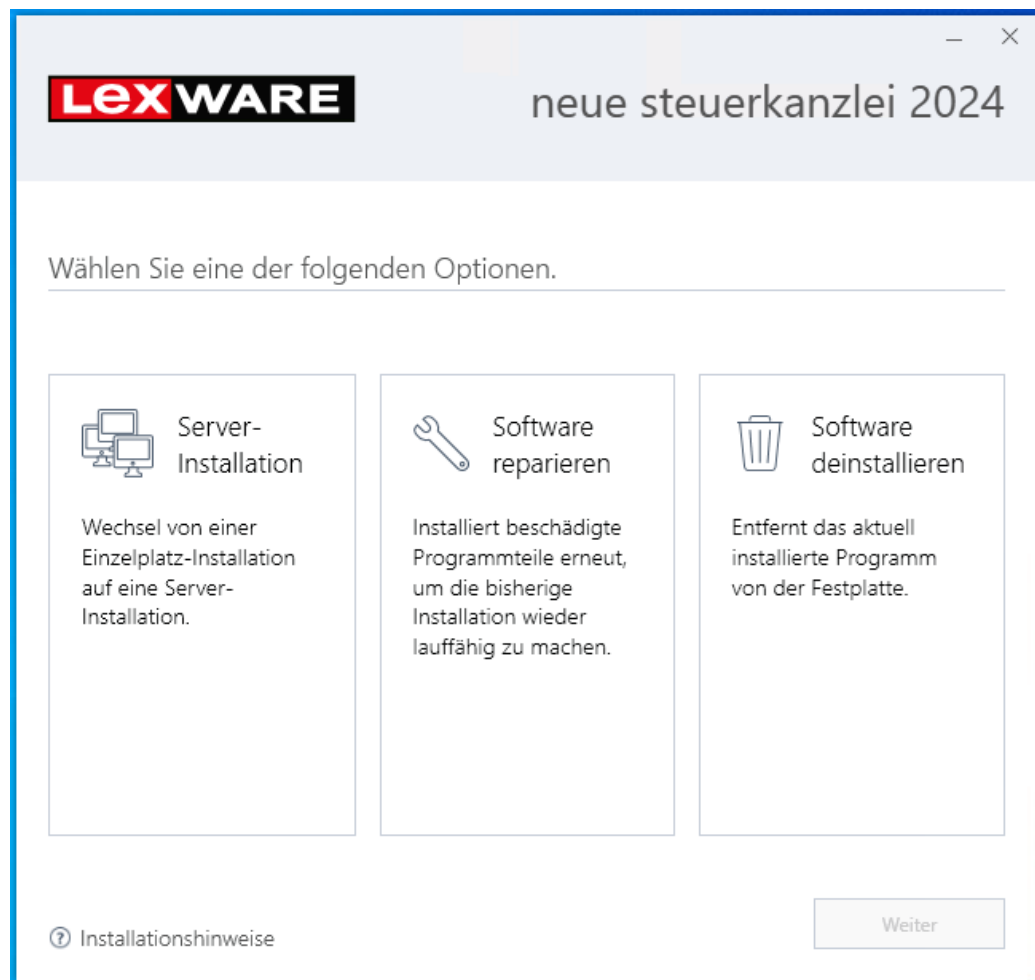 LEXWARE
neue steuerkanzlei 2024
Wählen Sie eine der folgenden Optionen.
Server-
Installation
Wechsel von einer
Einzelplatz-Installation
auf eine Server-
Installation.
Software
reparieren
Installiert beschädigte
Programmteile erneut,
um die bisherige
Installation wieder
lauffähig zu machen.
Software
deinstallieren
Entfernt das aktuell
installierte Programm
von der Festplatte.
? Installationshinweise
Weiter